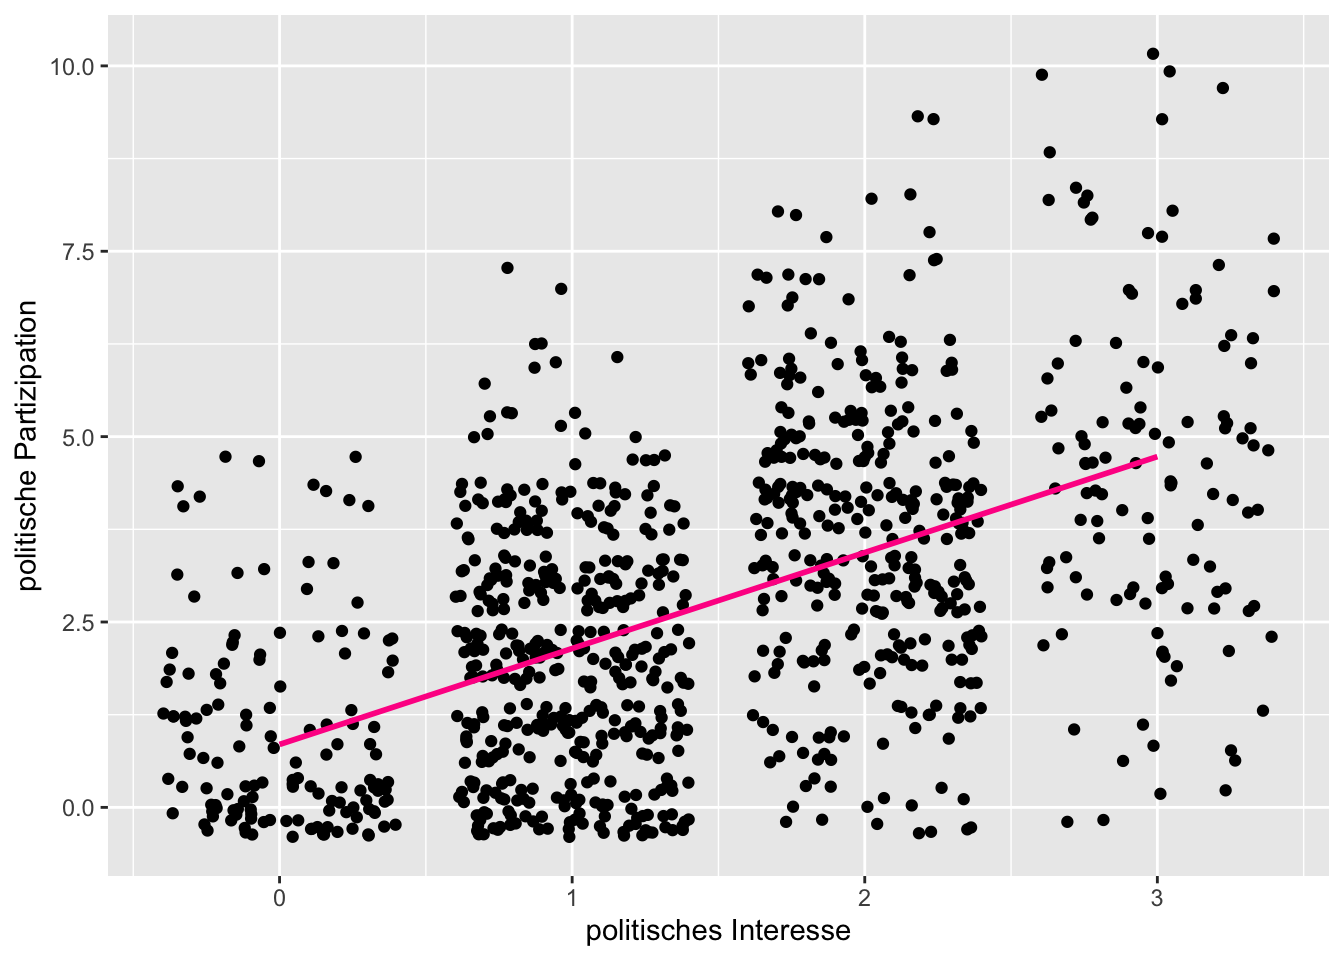 politische Partizipation
10.0
7.5
5.0
2.5
0.0
0 1 2 3
politisches Interesse